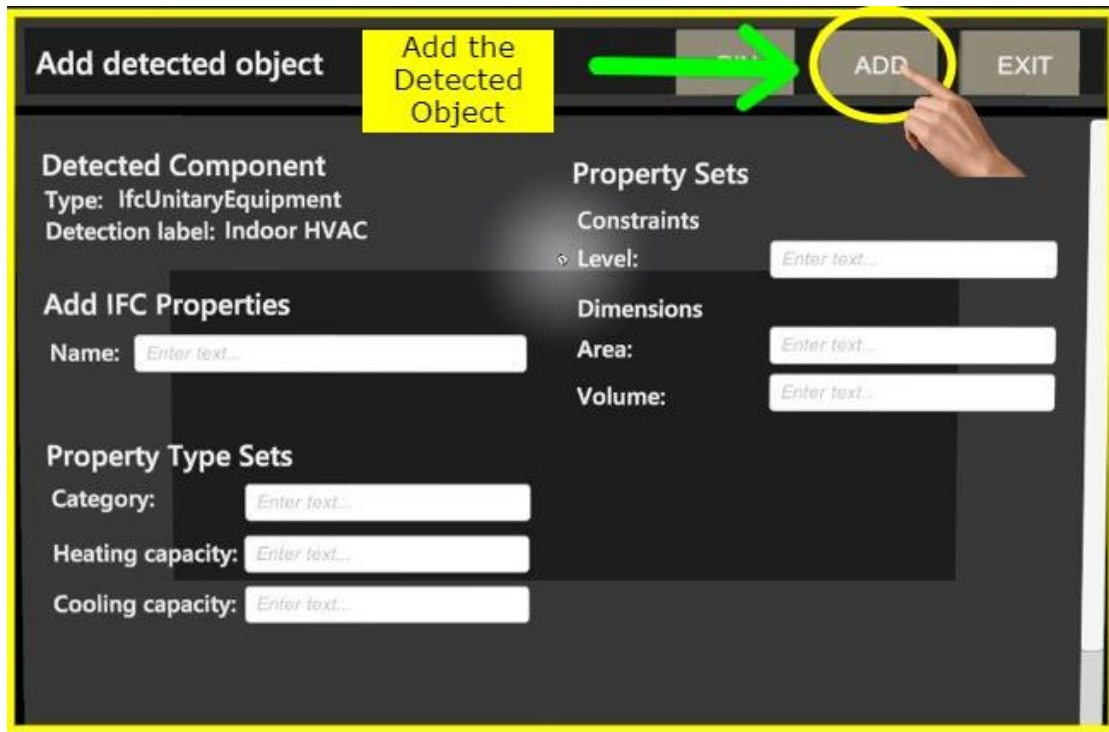 Add detected object
Add the
Detected
Object
ADD
EXIT
Detected Component
Type: IfcUnitaryEquipment
Detection label: Indoor HVAC
Add IFC Properties
Name: Enter text...
Property Type Sets
Category: Enter text...
Heating capacity: Enter text...
Cooling capacity: Enter text...
Property Sets
Constraints
Level: Enter text...
Dimensions
Area: Enter text...
Volume: Enter text...